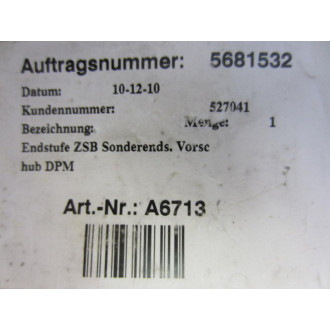 Auftragsnummer: 5681532
Datum: 10-12-10
Kundennummer: 527041
Bezeichnung: Menge: 1
Endstufe ZSB Sonderends. Vorsc
hub DPM
Art.-Nr.: A6713